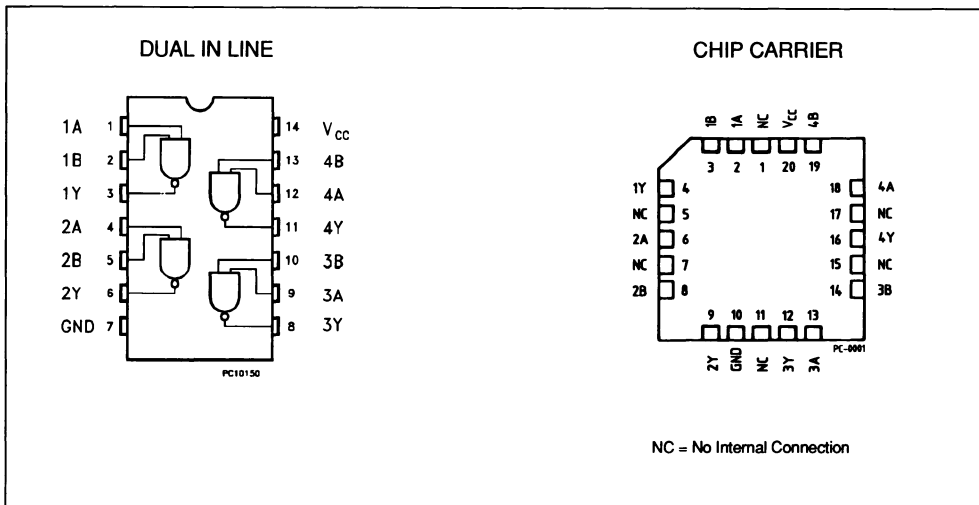 DUAL IN LINE
1A 1
1B 2
1Y 3
2A 4
2B 5
2Y 6
GND 7
14 VCC
13 4B
12 4A
11 4Y
10 3B
9 3A
8 3Y
PC10150
CHIP CARRIER
1B 1A NC VCC 4B
3 2 1 20 19
1Y 4
NC 5
2A 6
NC 7
2B 8
18 4A
17 NC
16 4Y
15 NC
14 3B
9 10 11 12 13
2Y GND NC 3Y 3A
PC-0001
NC = No Internal Connection